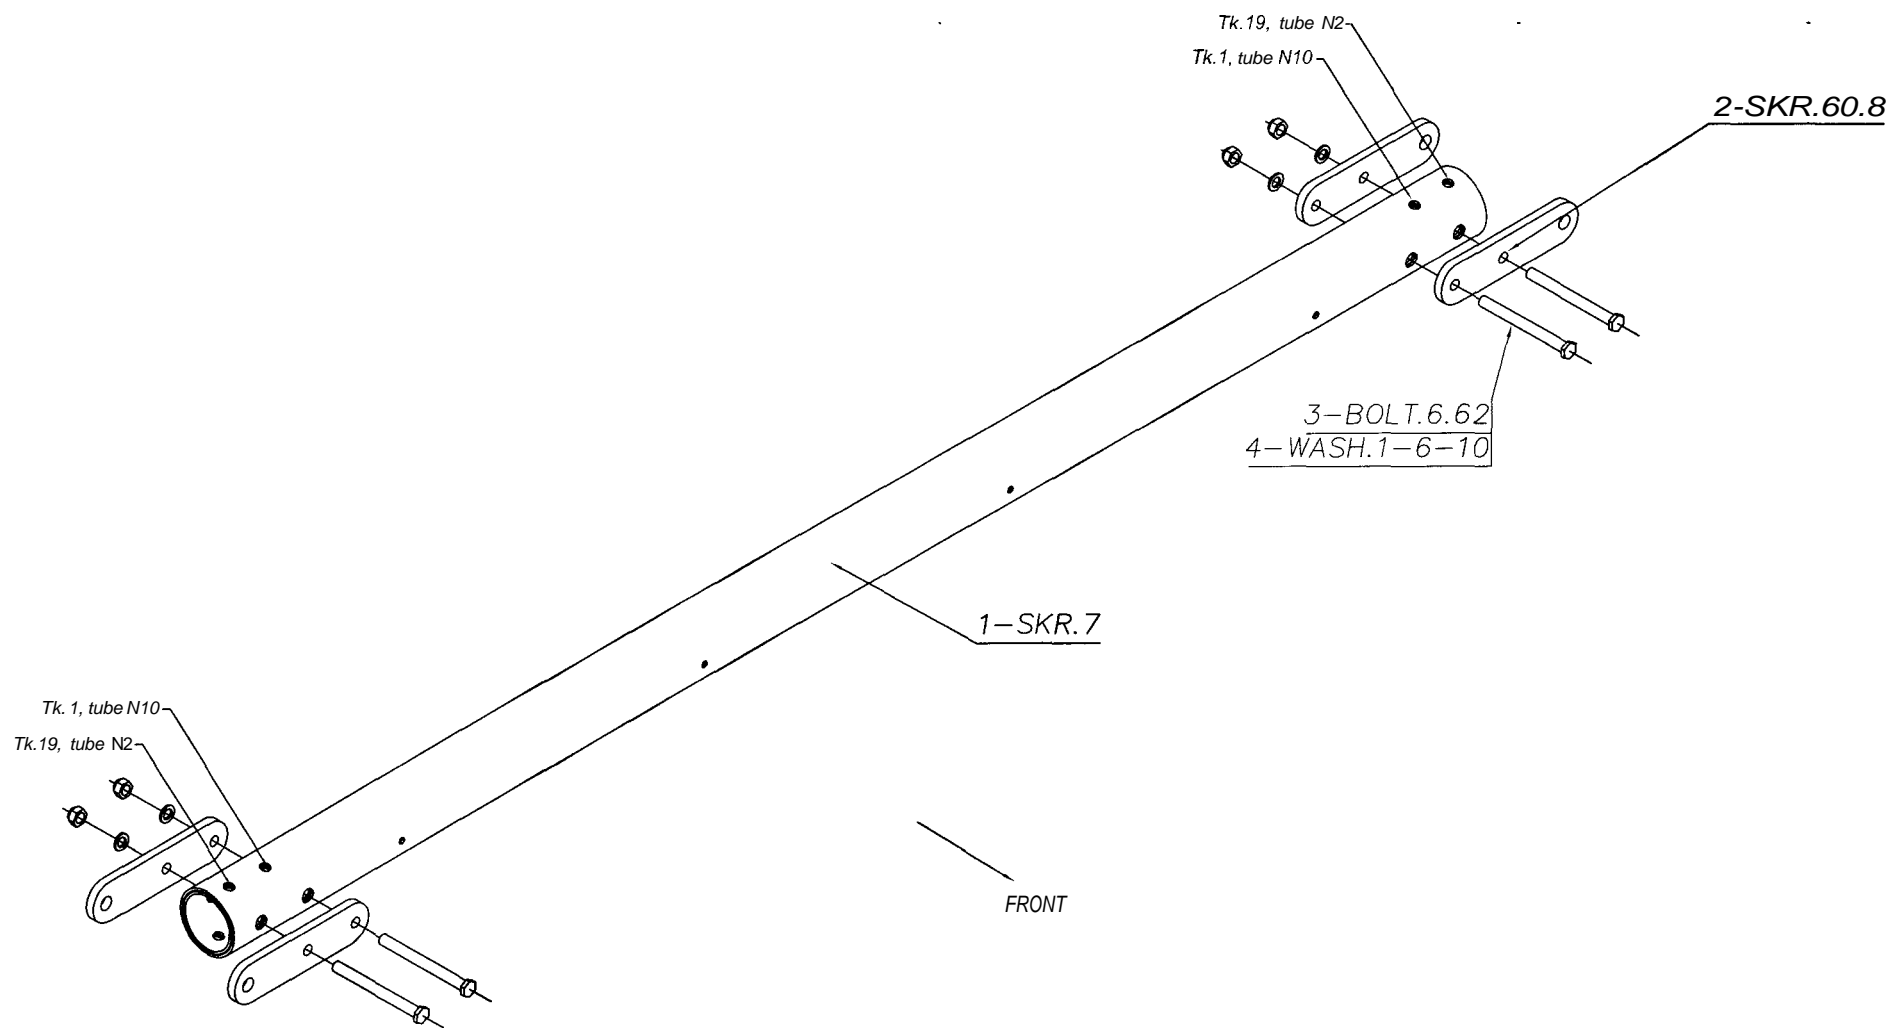 Tk.19, tube N2
Tk.1, tube N10
2-SKR.60.8
3-BOLT.6.62
4-WASH.1-6-10
1-SKR.7
Tk. 1, tube N10
Tk.19, tube N2
FRONT